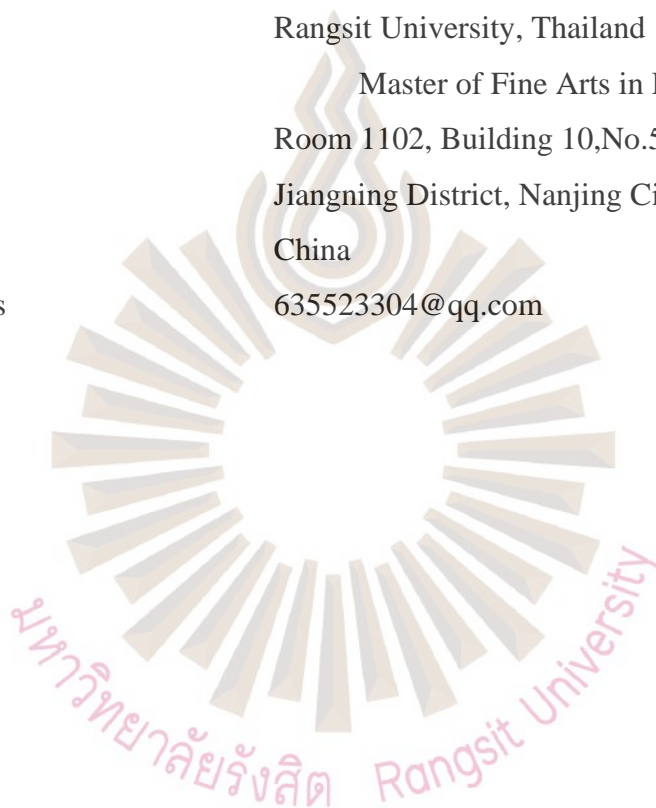 Rangsit University, Thailand
Master of Fine Arts in
Room 1102, Building 10,No.5
Jiangning District, Nanjing Ci
China
s
635523304@qq.com
มหาวิทยาลัยรังสิต Rangsit University